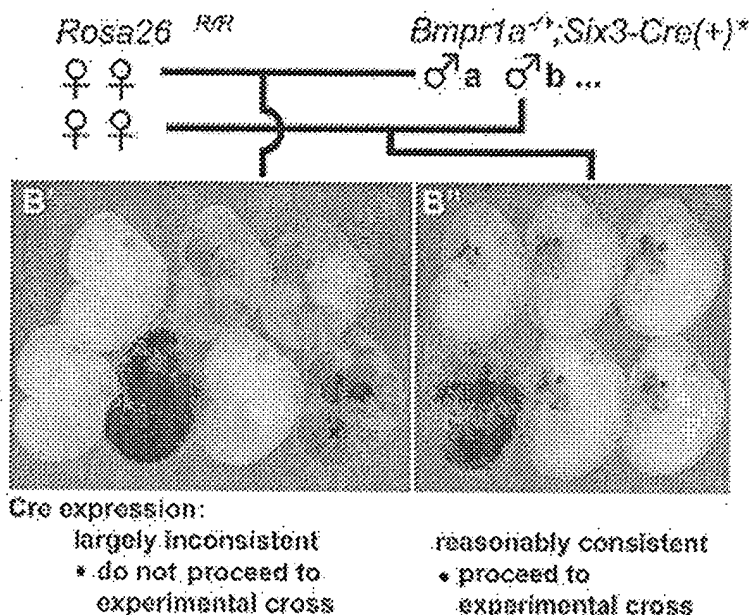 Rosa26 R/R
Bmpr1a-/+;Six3-Cre(+)*
a b ...
B'
B"
Cre expression:
largely inconsistent
• do not proceed to
experimental cross
reasonably consistent
• proceed to
experimental cross